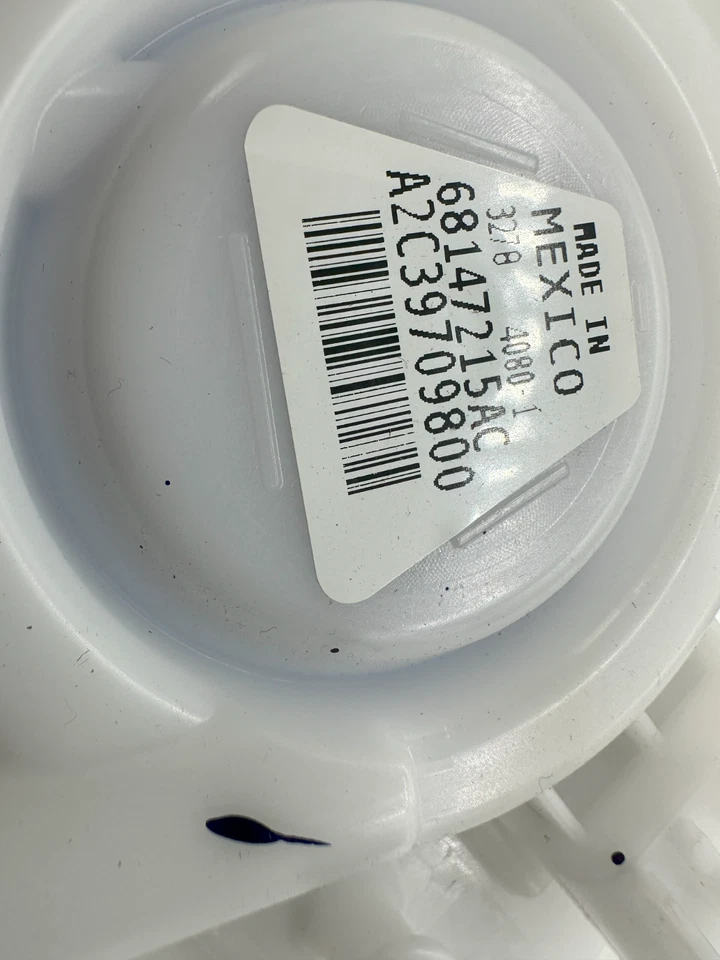 MADE IN
MEXICO
3278 4080-1
68147215AC
A2C39709800